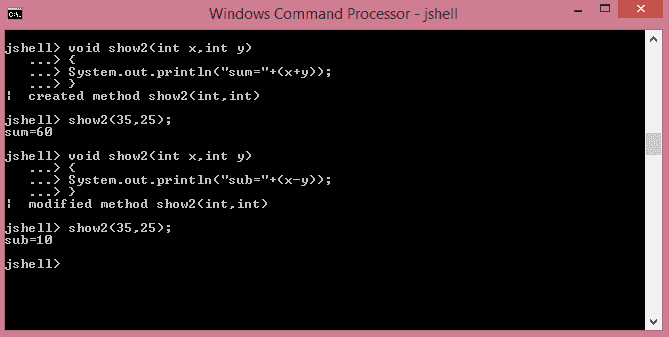 Windows Command Processor - jshell
C:\.
jshell> void show2(int x,int y)
   ...> {
   ...> System.out.println("sum="+(x+y));
   ...> }
|  created method show2(int,int)
jshell> show2(35,25);
sum=60
jshell> void show2(int x,int y)
   ...> {
   ...> System.out.println("sub="+(x-y));
   ...> }
|  modified method show2(int,int)
jshell> show2(35,25);
sub=10
jshell>